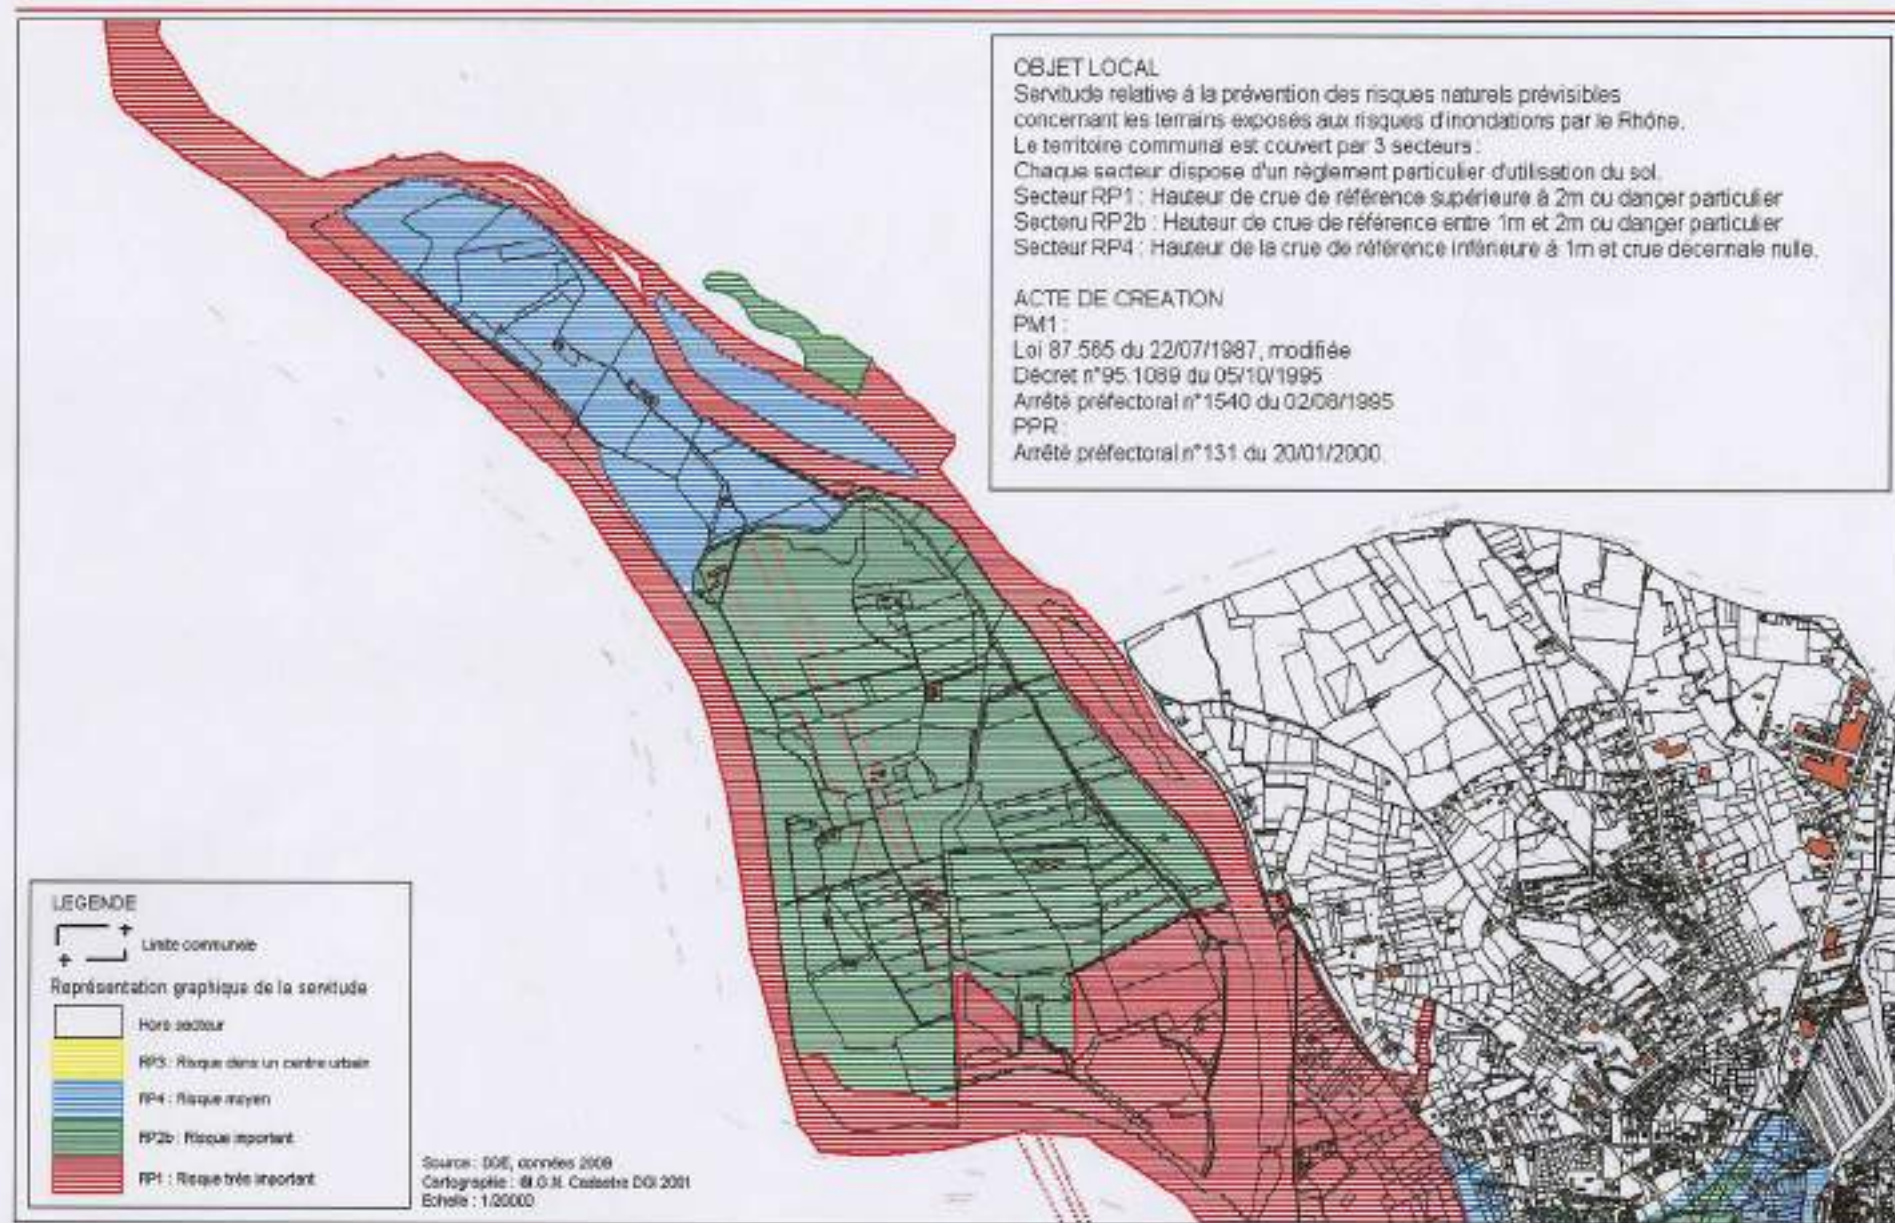 OBJET LOCAL
Servitude relative à la prévention des risques naturels prévisibles
concernant les terrains exposés aux risques d'inondations par le Rhône.
Le territoire communal est couvert par 3 secteurs :
Chaque secteur dispose d'un règlement particulier d'utilisation du sol.
Secteur RP1 : Hauteur de crue de référence supérieure à 2m ou danger particulier
Secteru RP2b : Hauteur de crue de référence entre 1m et 2m ou danger particulier
Secteur RP4 : Hauteur de la crue de référence inférieure à 1m et crue décennale nulle.
ACTE DE CREATION
PM1 :
Loi 87.565 du 22/07/1987, modifiée
Décret n°95.1089 du 05/10/1995
Arrêté préfectoral n°1540 du 02/08/1995
PPR :
Arrêté préfectoral n°131 du 20/01/2000.
LEGENDE
Limite communale
Représentation graphique de la servitude
Hors secteur
RP3 : Risque dans un centre urbain
RP4 : Risque moyen
RP2b : Risque important
RP1 : Risque très important
Source : DDE, données 2008
Cartographie : Cadastre DGI 2001
Echelle : 1/20000